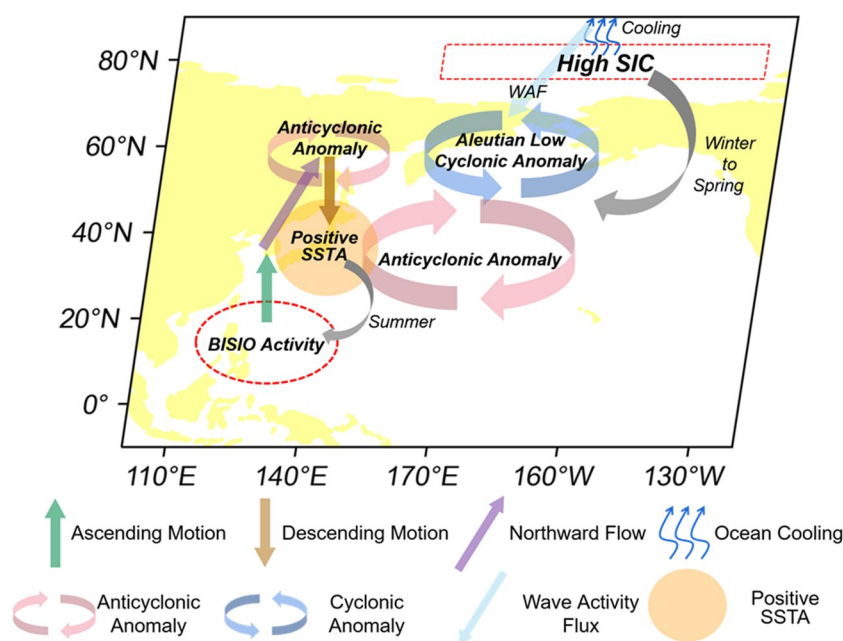 80°N
60°N
40°N
20°N
0°
110°E
140°E
170°E
160°W
130°W
Cooling
High SIC
WAF
Anticyclonic
Anomaly
Aleutian Low
Cyclonic Anomaly
Winter
to
Spring
Positive
SSTA
Anticyclonic Anomaly
Summer
BISIO Activity
Ascending Motion
Descending Motion
Northward Flow
Ocean Cooling
Anticyclonic
Anomaly
Cyclonic
Anomaly
Wave Activity
Flux
Positive
SSTA